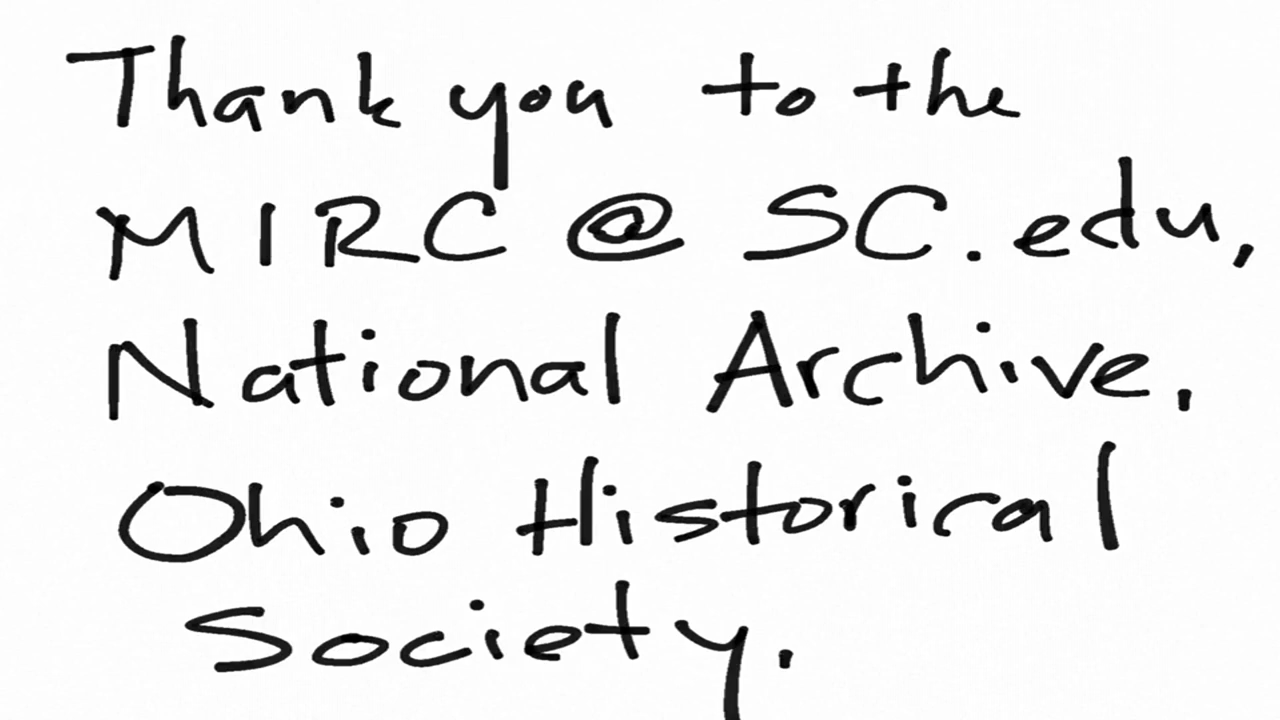 Thank you to the
MIRC @ SC.edu,
National Archive,
Ohio Historical
Society.